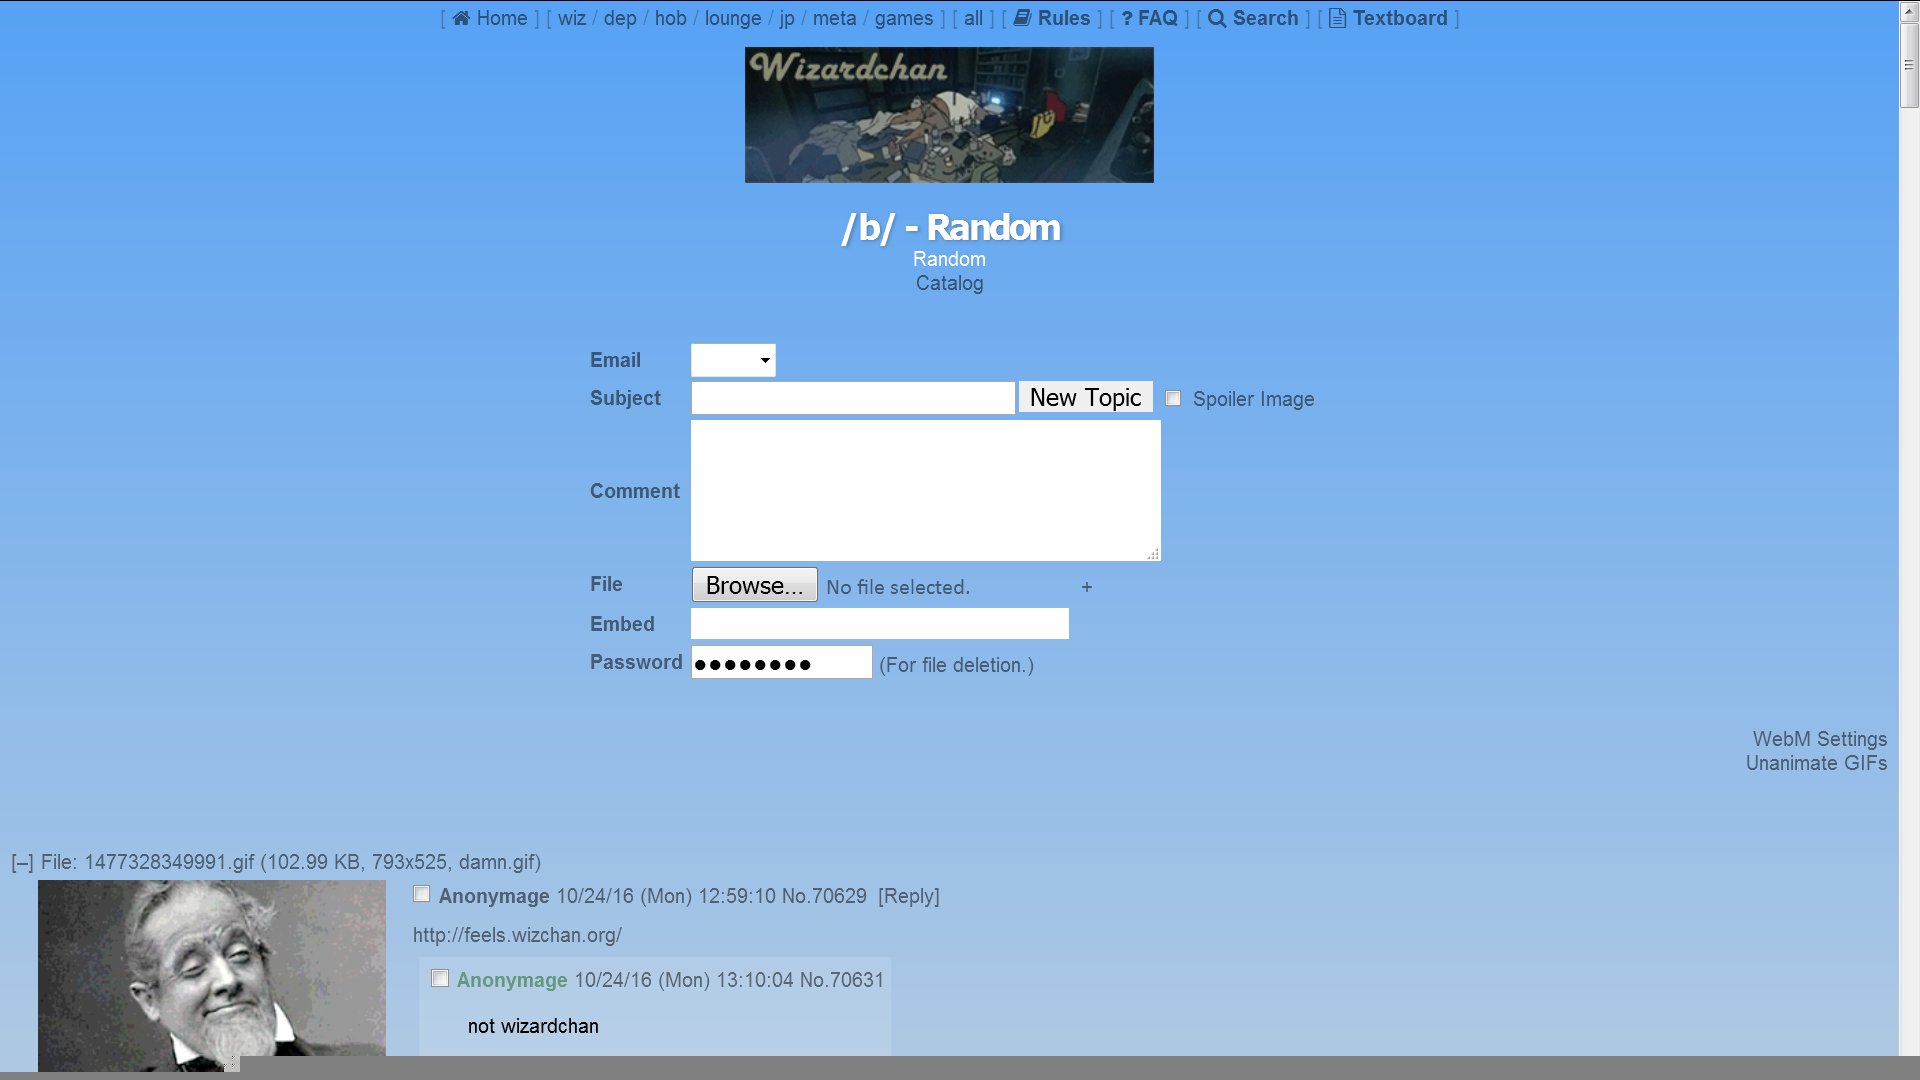 [ Home ] [ wiz / dep / hob / lounge / jp / meta / games ] [ all ] [ Rules ] [ ? FAQ ] [ Search ] [ Textboard ]
Wizardchan
/b/ - Random
Random
Catalog
Email
Subject New Topic Spoiler Image
Comment
File Browse... No file selected. +
Embed
Password ●●●●●●●● (For file deletion.)
WebM Settings
Unanimate GIFs
[–] File: 1477328349991.gif (102.99 KB, 793x525, damn.gif)
Anonymage 10/24/16 (Mon) 12:59:10 No.70629 [Reply]
http://feels.wizchan.org/
Anonymage 10/24/16 (Mon) 13:10:04 No.70631
not wizardchan